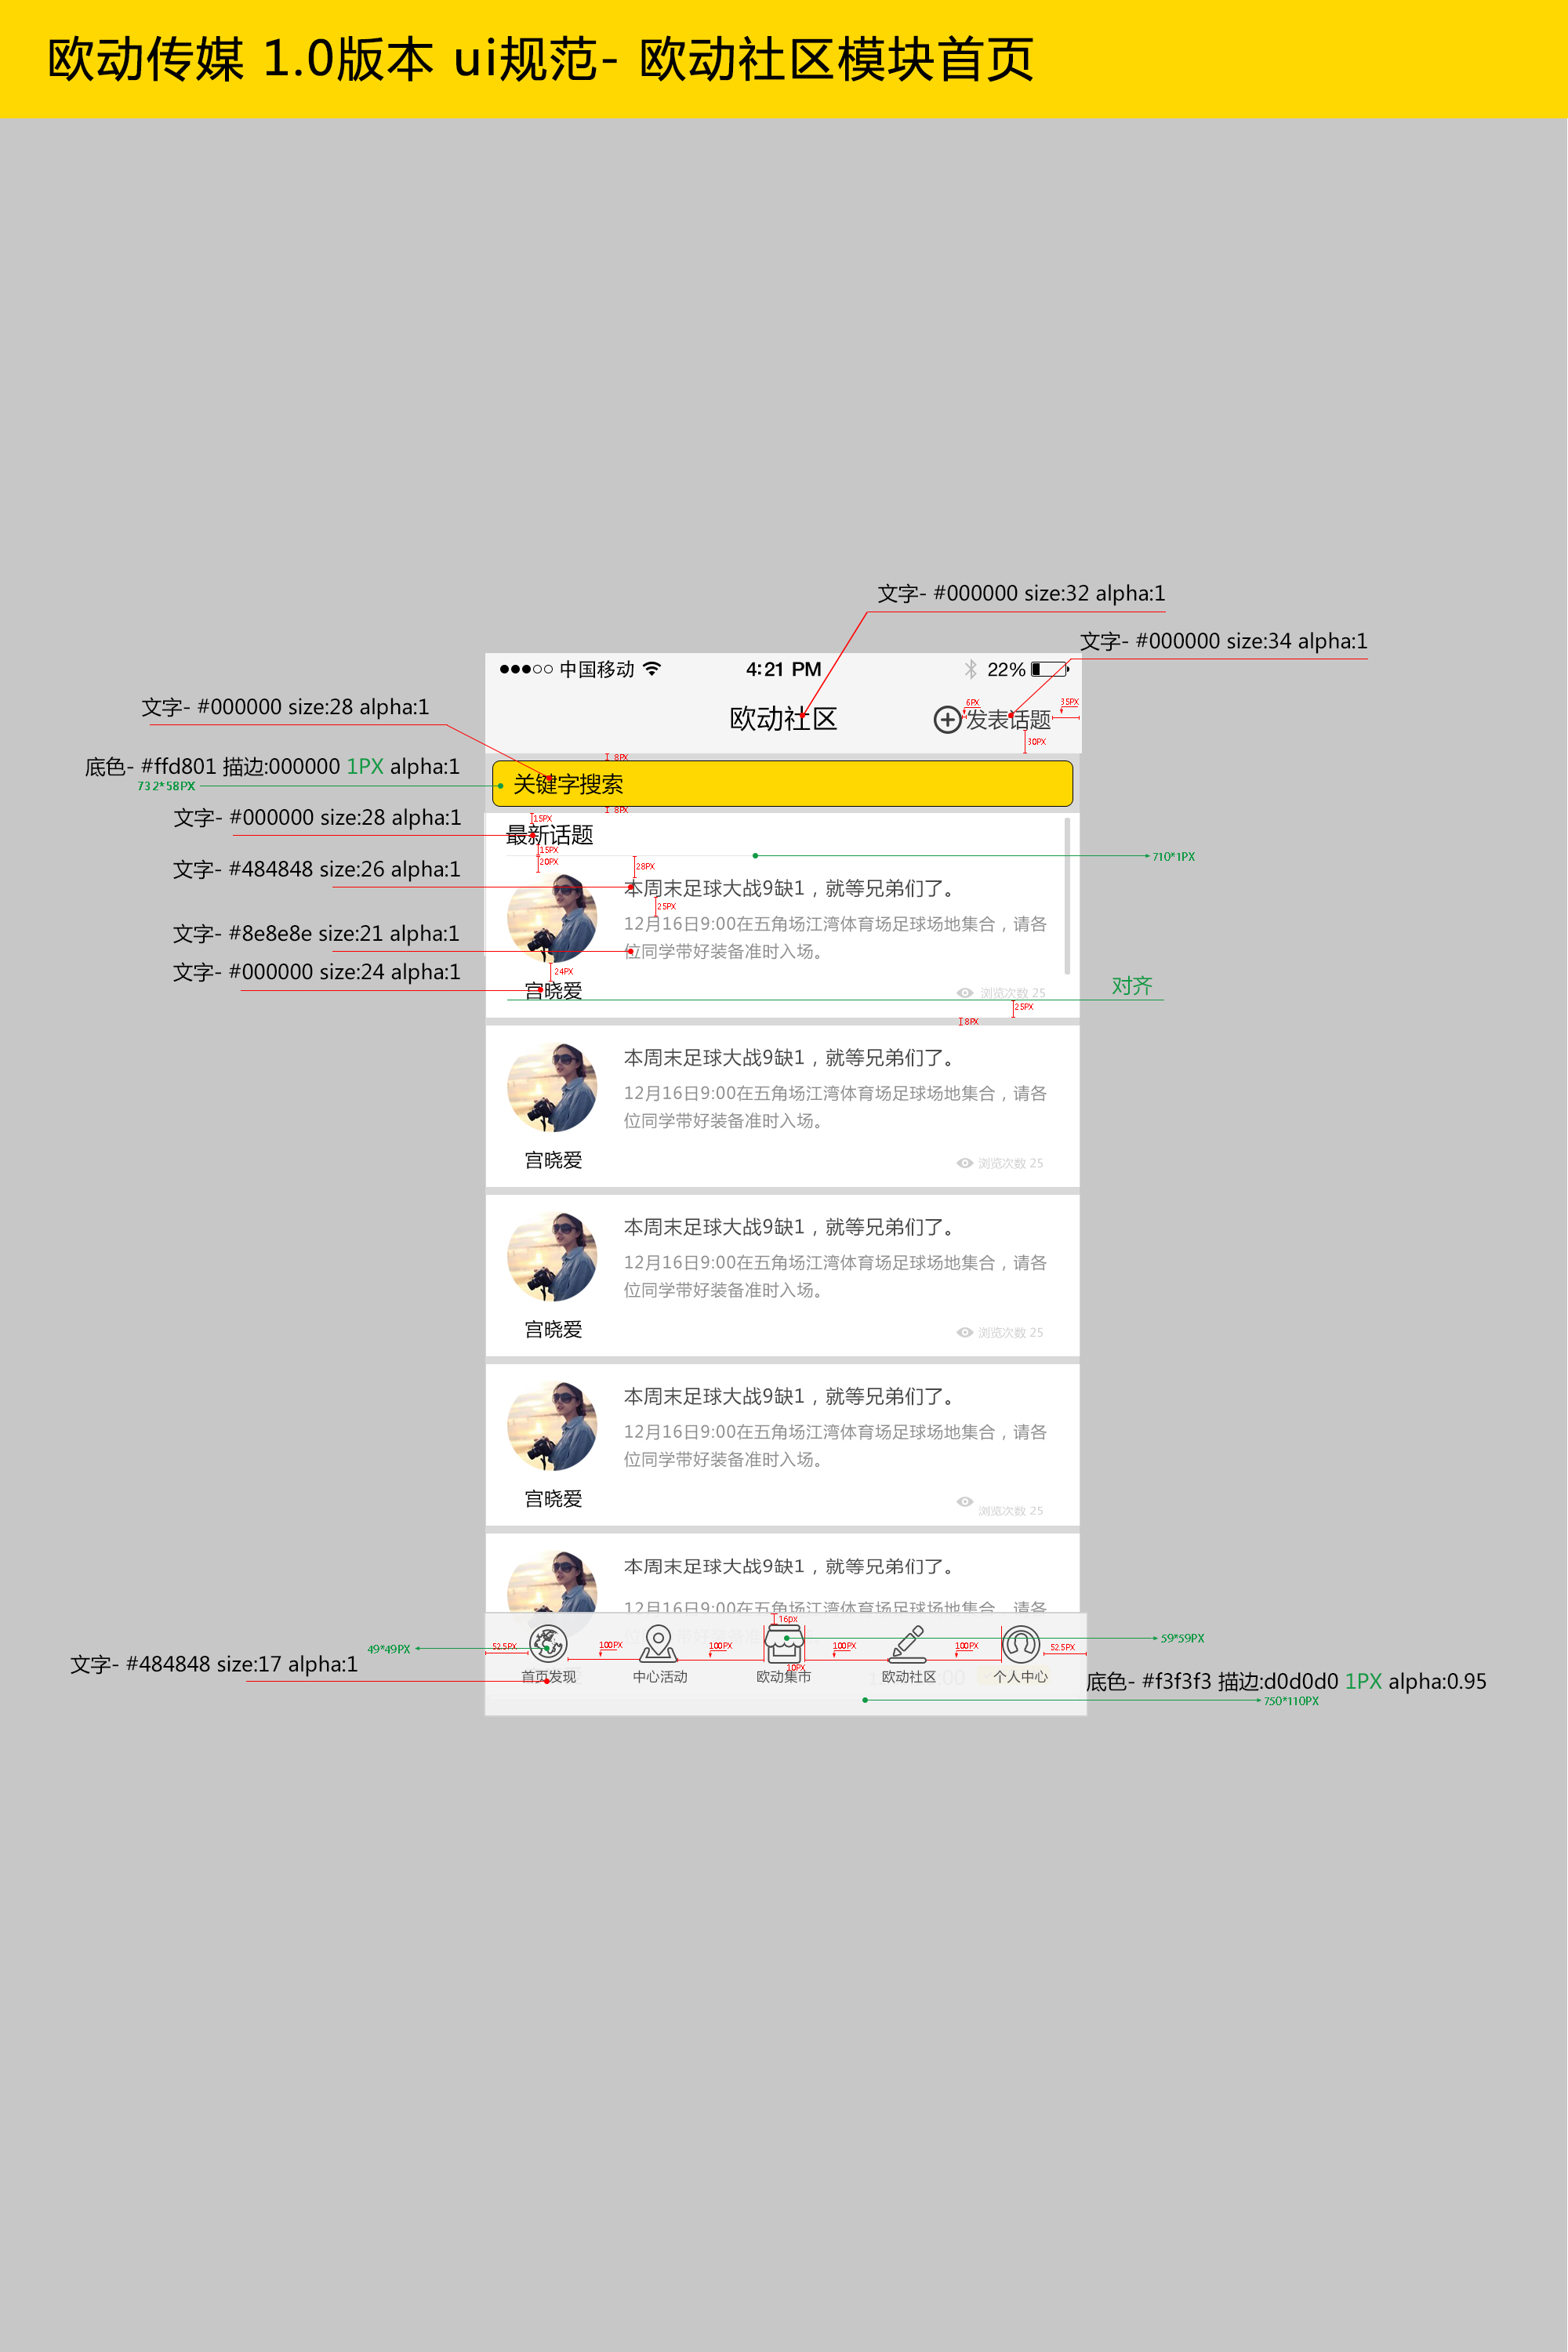 欧动传媒 1.0版本 ui规范- 欧动社区模块首页
文字- #000000 size:32 alpha:1
文字- #000000 size:34 alpha:1
中国移动 4:21 PM 22%
文字- #000000 size:28 alpha:1
欧动社区
6PX
发表话题
35PX
30PX
8PX
底色- #ffd801 描边:000000 1PX alpha:1
732*58PX
关键字搜索
8PX
文字- #000000 size:28 alpha:1
15PX
最新话题
15PX
710*1PX
20PX
28PX
文字- #484848 size:26 alpha:1
本周末足球大战9缺1，就等兄弟们了。
25PX
12月16日9:00在五角场江湾体育场足球场地集合，请各
位同学带好装备准时入场。
文字- #8e8e8e size:21 alpha:1
文字- #000000 size:24 alpha:1
24PX
宫晓爱
浏览次数 25
对齐
25PX
8PX
本周末足球大战9缺1，就等兄弟们了。
12月16日9:00在五角场江湾体育场足球场地集合，请各
位同学带好装备准时入场。
宫晓爱
浏览次数 25
本周末足球大战9缺1，就等兄弟们了。
12月16日9:00在五角场江湾体育场足球场地集合，请各
位同学带好装备准时入场。
宫晓爱
浏览次数 25
本周末足球大战9缺1，就等兄弟们了。
12月16日9:00在五角场江湾体育场足球场地集合，请各
位同学带好装备准时入场。
宫晓爱
浏览次数 25
本周末足球大战9缺1，就等兄弟们了。
12月16日9:00在五角场江湾体育场足球场地集合，请各
16px
59*59PX
49*49PX
52.5PX
100PX
100PX
100PX
100PX
52.5PX
文字- #484848 size:17 alpha:1
10PX
首页发现
中心活动
欧动集市
欧动社区
个人中心
底色- #f3f3f3 描边:d0d0d0 1PX alpha:0.95
750*110PX